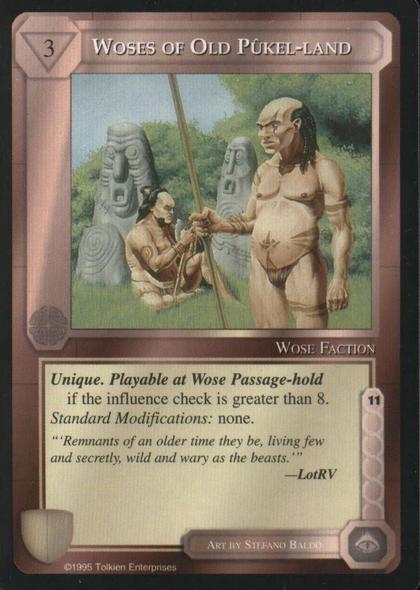 3
WOSES OF OLD PÛKEL-LAND
WOSE FACTION
Unique. Playable at Wose Passage-hold
if the influence check is greater than 8.
Standard Modifications: none.
“‘Remnants of an older time they be, living few
and secretly, wild and wary as the beasts.’”
—LotRV
11
ART BY STEFANO BALDO
©1995 Tolkien Enterprises